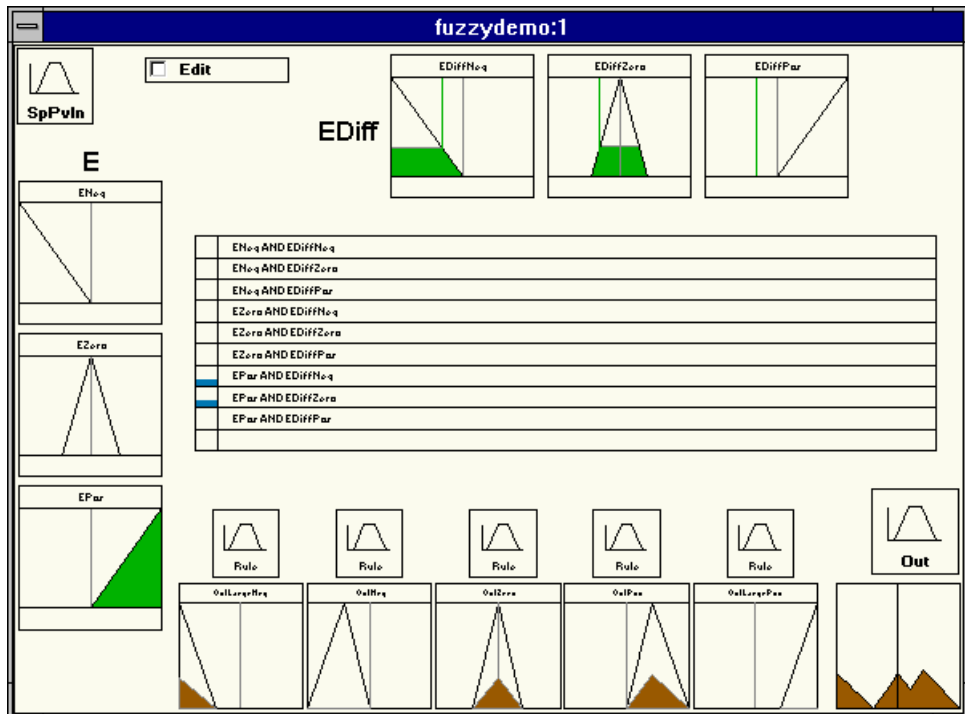 fuzzydemo:1
SpPvIn
Edit
EDiff
EDiffNeg
EDiffZero
EDiffPos
E
ENeg
EZero
EPos
ENeg AND EDiffNeg
ENeg AND EDiffZero
ENeg AND EDiffPos
EZero AND EDiffNeg
EZero AND EDiffZero
EZero AND EDiffPos
EPos AND EDiffNeg
EPos AND EDiffZero
EPos AND EDiffPos
Rule
Rule
Rule
Rule
Rule
Out
OutLargeNeg
OutNeg
OutZero
OutPos
OutLargePos